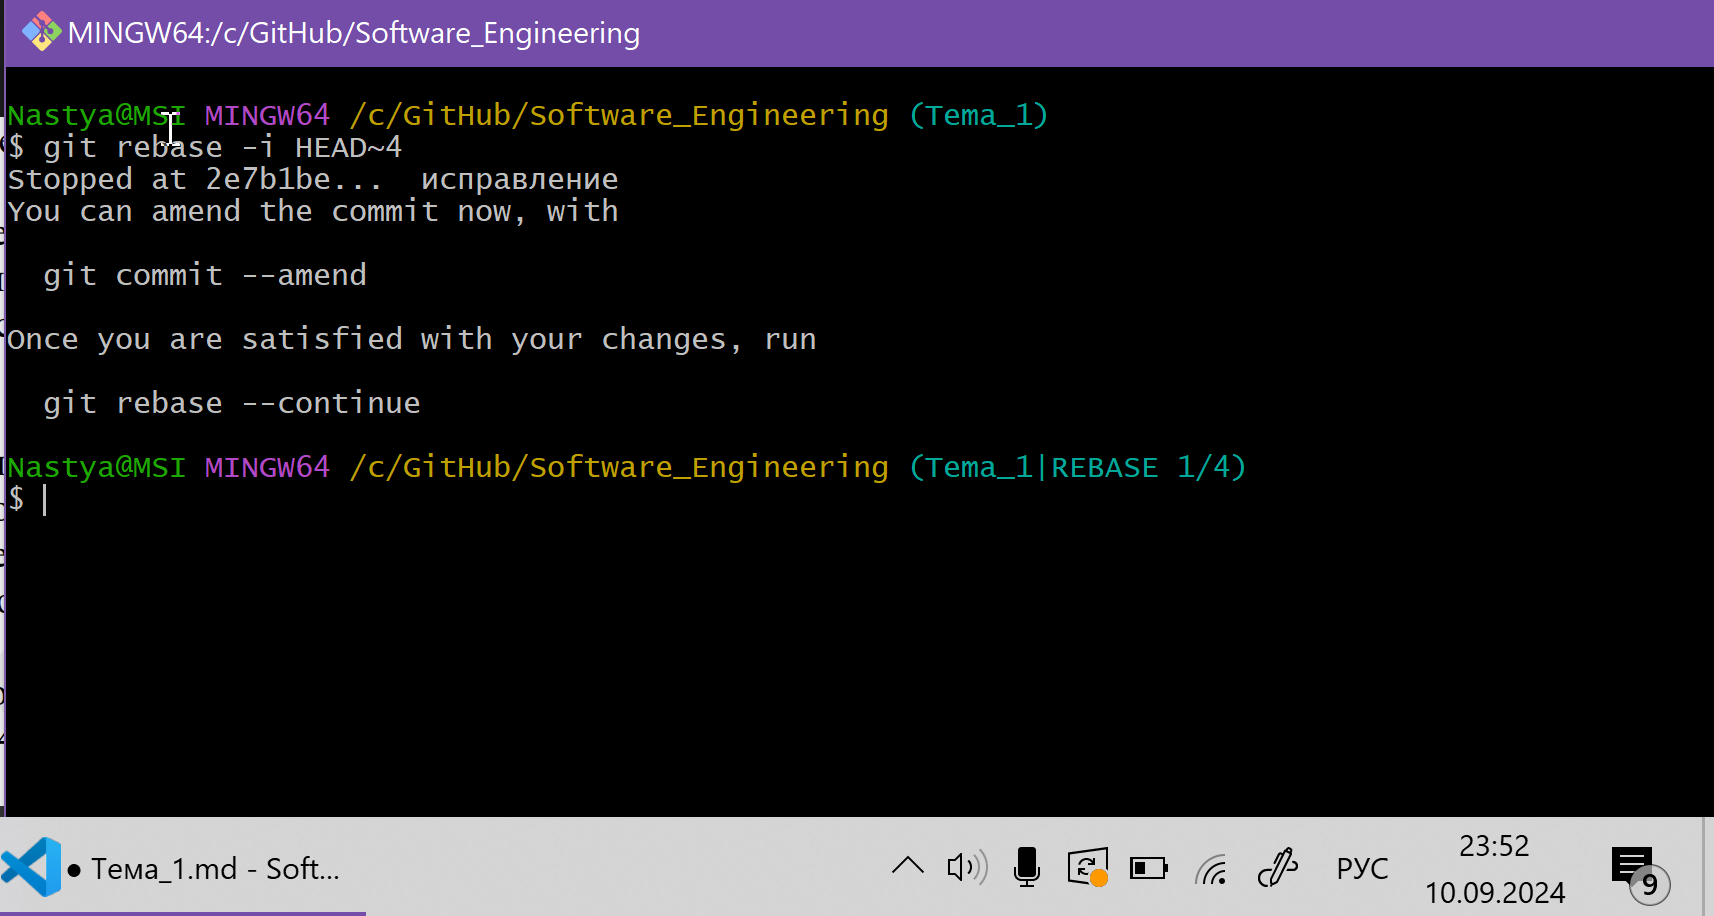 MINGW64:/c/GitHub/Software_Engineering
Nastya@MSI MINGW64 /c/GitHub/Software_Engineering (Tema_1)
$ git rebase -i HEAD~4
Stopped at 2e7b1be... исправление
You can amend the commit now, with
git commit --amend
Once you are satisfied with your changes, run
git rebase --continue
Nastya@MSI MINGW64 /c/GitHub/Software_Engineering (Tema_1|REBASE 1/4)
$
● Тема_1.md - Soft...
РУС
23:52
10.09.2024
9